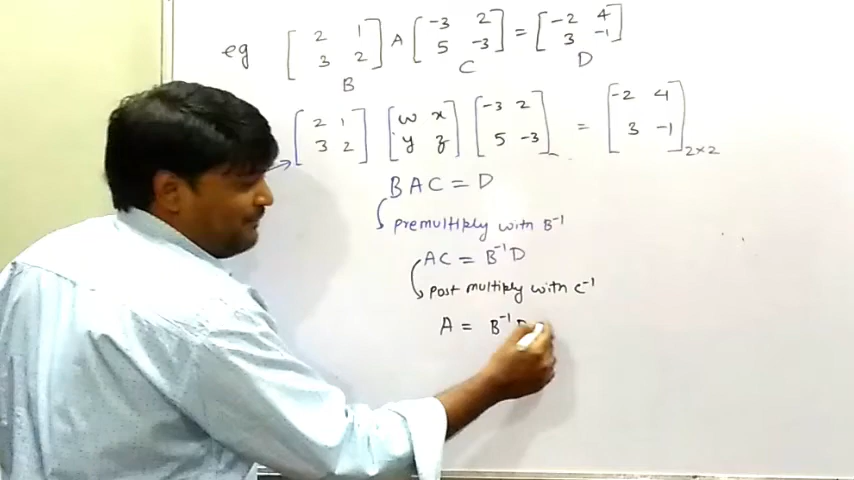 eg [2 1 3 2] A [-3 2 5 -3] = [-2 4 3 -1]
B C D
[2 1 3 2] [w x y z] [-3 2 5 -3] = [-2 4 3 -1]2×2
BAC = D
premultiply with B⁻¹
AC = B⁻¹D
post multiply with C⁻¹
A = B⁻¹